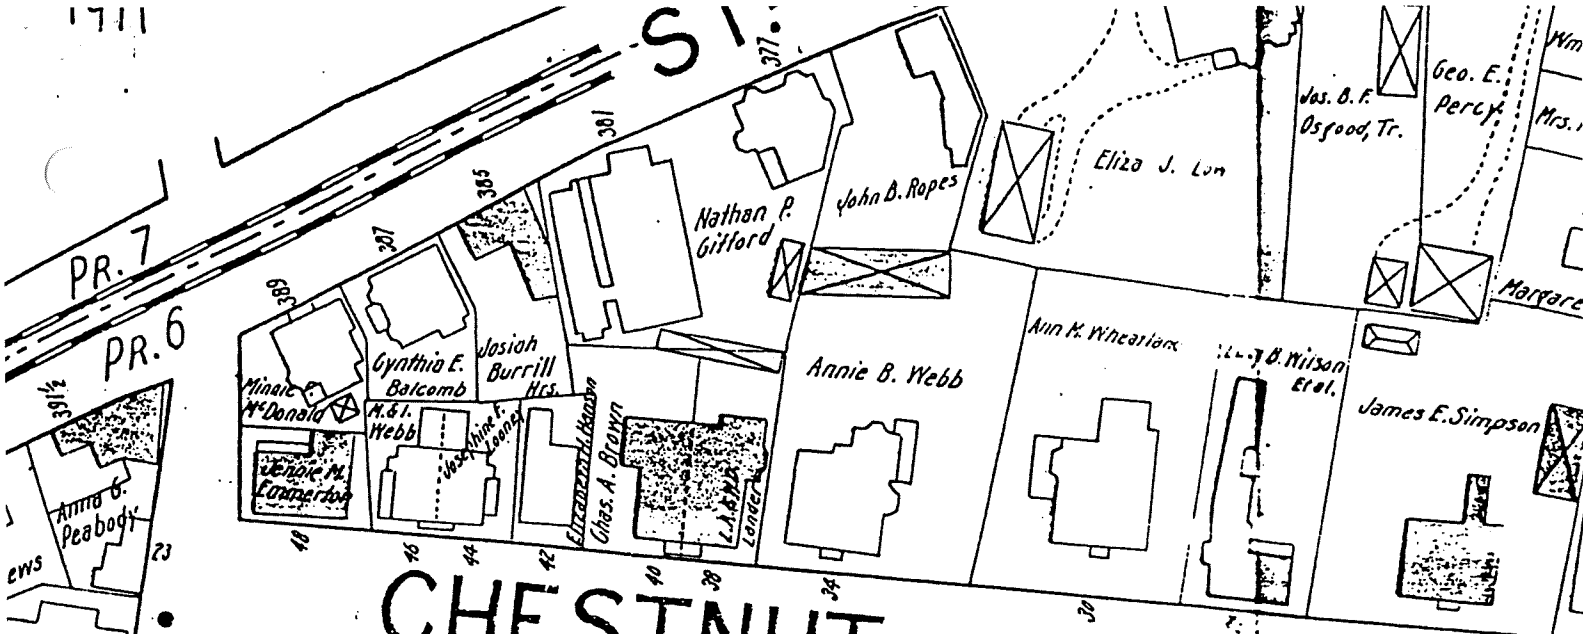 1911
ST.
377
381
385
387
389
391½
PR. 7
PR. 6
Nathan P.
Gifford
John B. Ropes
Eliza J.
Jos. B. F.
Osgood, Tr.
Geo. E.
Percy
Wm
Mrs.
Margare
Minnie
McDonald
Cynthia E.
Balcomb
Josiah
Burrill
Hrs.
M. & I.
Webb
Josephine F.
Looney
Elizabeth H. Hanson
Chas. A. Brown
Lander
Annie B. Webb
Ann M. Wheatland
B. Wilson
Et al.
James E. Simpson
Jennie M.
Emmerton
Anna G.
Peabody
ews
23
48
46
44
42
40
38
34
30
CHESTNUT